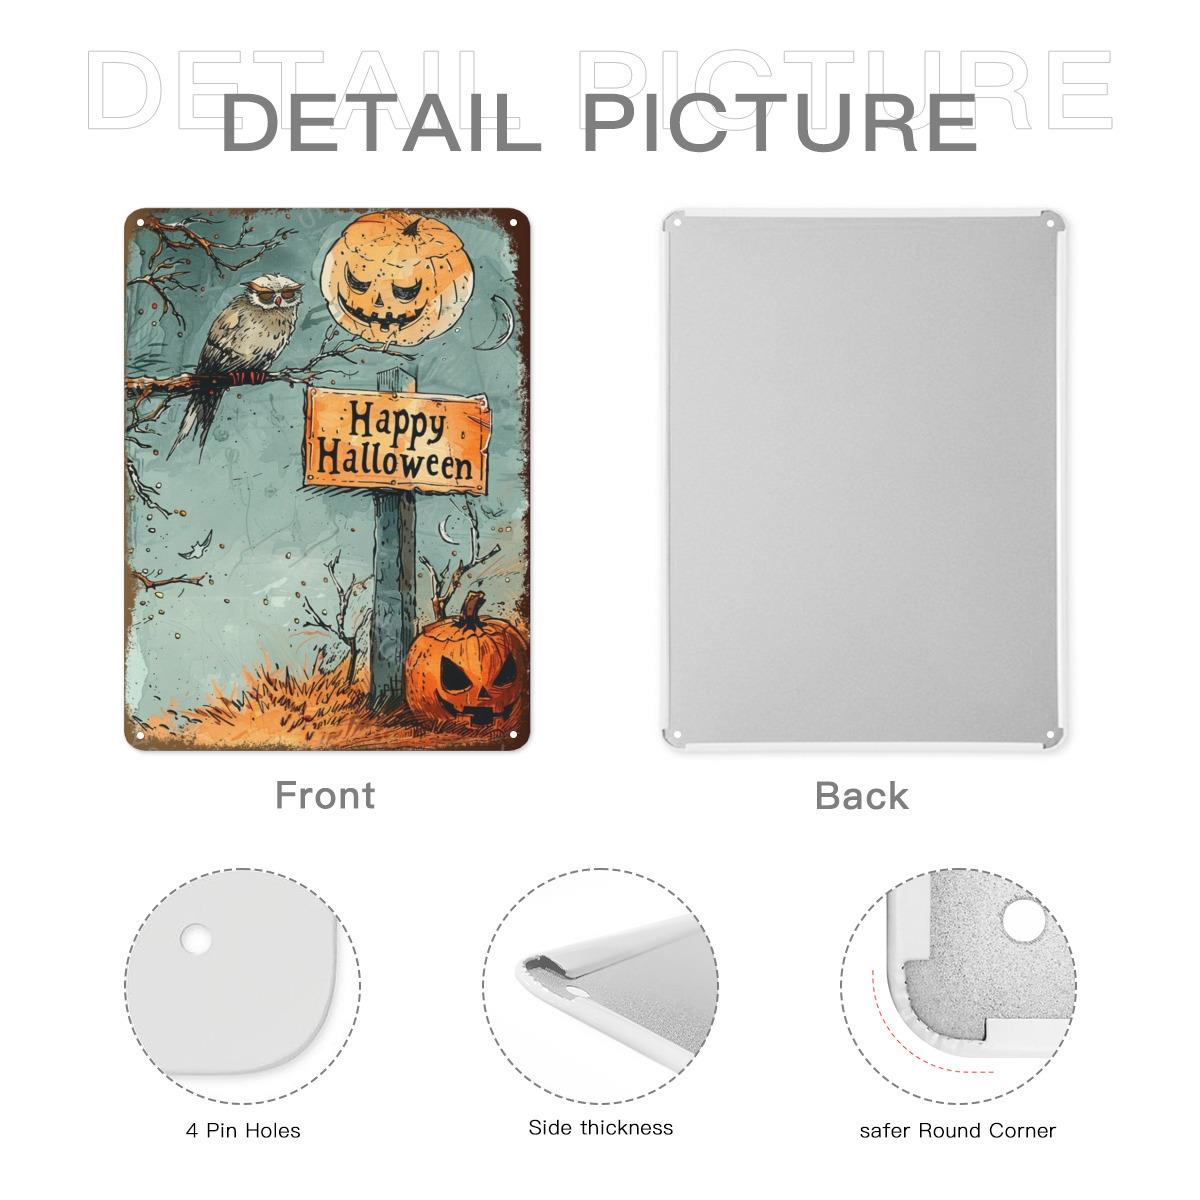 DETAIL PICTURE
DETAIL PICTURE
Happy
Halloween
Front
Back
4 Pin Holes
Side thickness
safer Round Corner